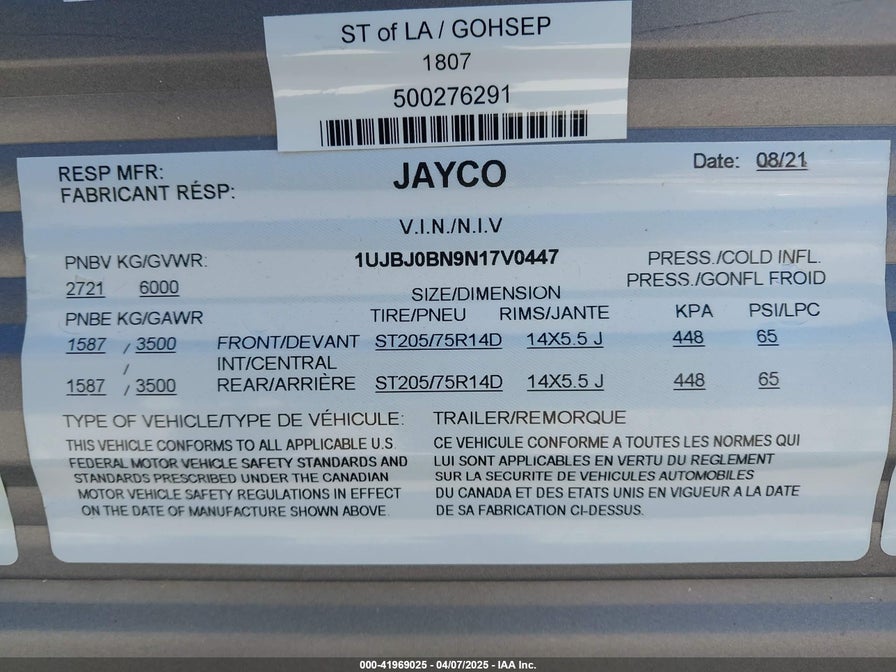 ST of LA / GOHSEP
1807
500276291
RESP MFR:
FABRICANT RÉSP:
JAYCO
Date: 08/21
V.I.N./N.I.V
PNBV KG/GVWR:
1UJBJ0BN9N17V0447
PRESS./COLD INFL.
PRESS./GONFL FROID
2721 6000
SIZE/DIMENSION
PNBE KG/GAWR
TIRE/PNEU RIMS/JANTE KPA PSI/LPC
1587 / 3500 FRONT/DEVANT ST205/75R14D 14X5.5 J 448 65
/ INT/CENTRAL
1587 / 3500 REAR/ARRIÈRE ST205/75R14D 14X5.5 J 448 65
TYPE OF VEHICLE/TYPE DE VÉHICULE: TRAILER/REMORQUE
THIS VEHICLE CONFORMS TO ALL APPLICABLE U.S.
FEDERAL MOTOR VEHICLE SAFETY STANDARDS AND
STANDARDS PRESCRIBED UNDER THE CANADIAN
MOTOR VEHICLE SAFETY REGULATIONS IN EFFECT
ON THE DATE OF MANUFACTURE SHOWN ABOVE.
CE VEHICULE CONFORME A TOUTES LES NORMES QUI
LUI SONT APPLICABLES EN VERTU DU REGLEMENT
SUR LA SECURITE DE VEHICULES AUTOMOBILES
DU CANADA ET DES ETATS UNIS EN VIGUEUR A LA DATE
DE SA FABRICATION CI-DESSUS.
000-41969025 - 04/07/2025 - IAA Inc.